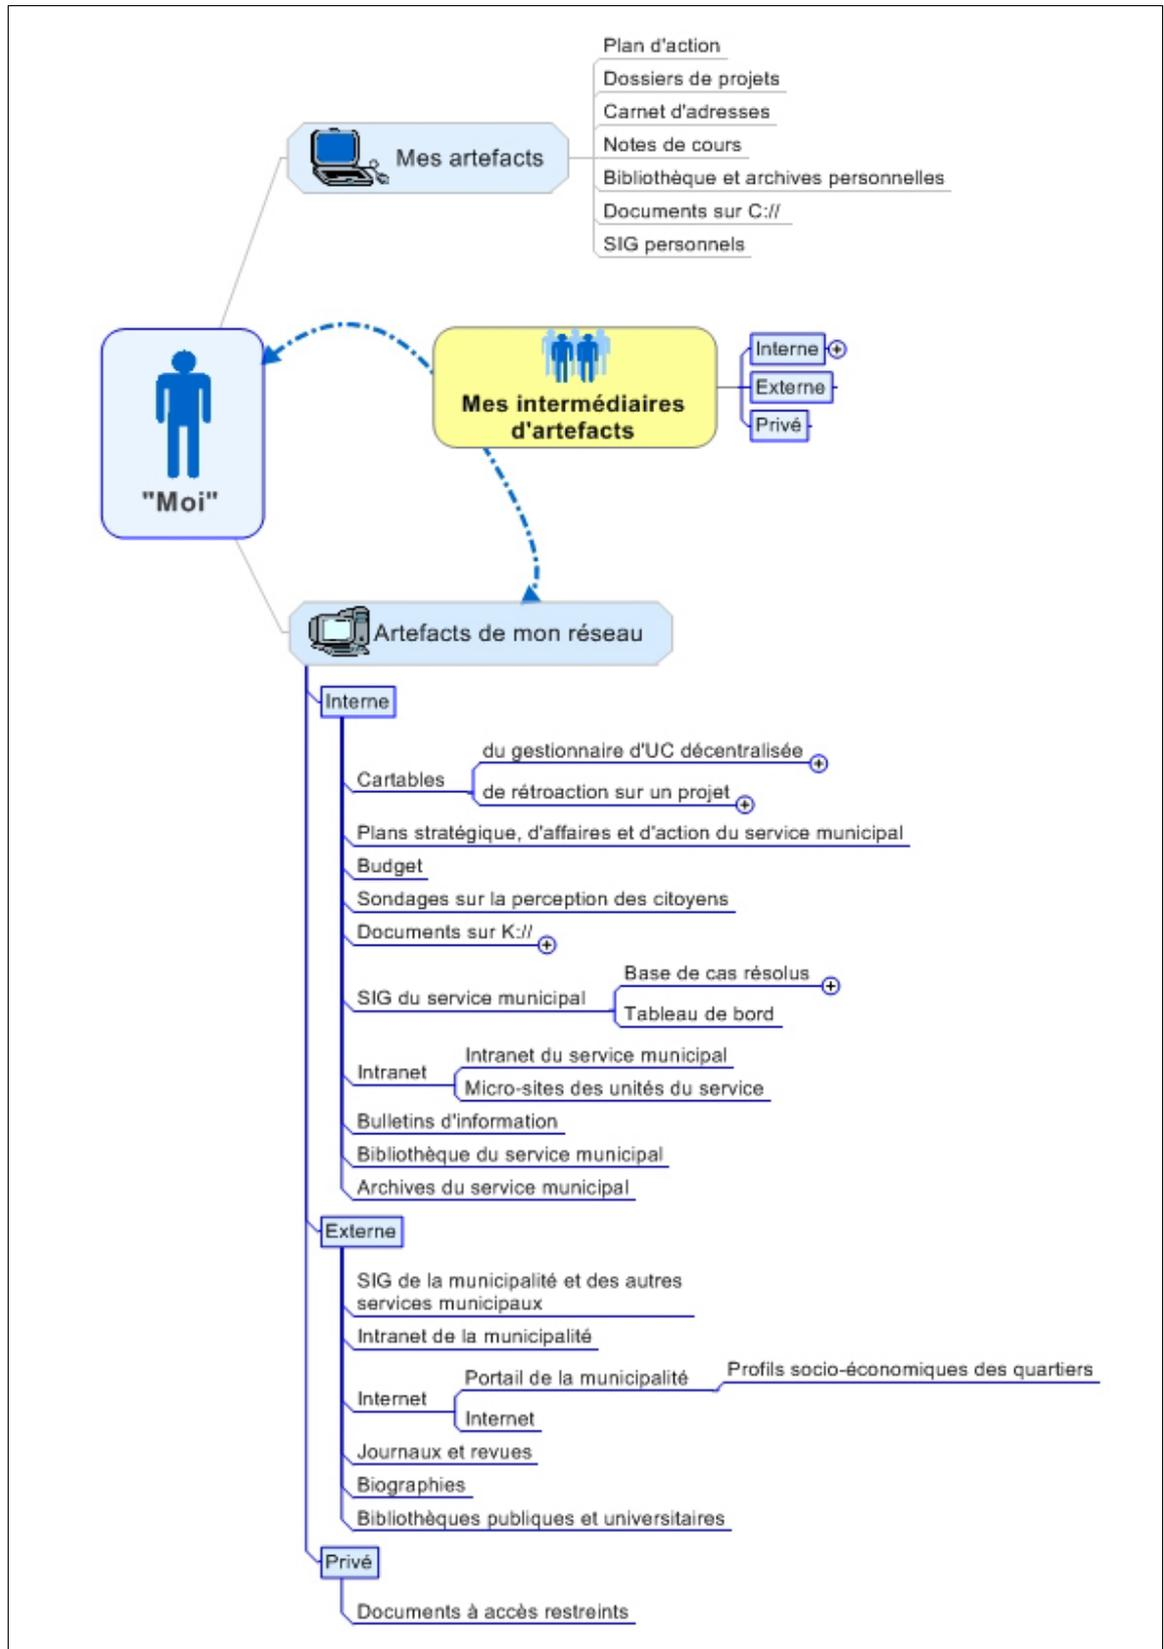 Plan d'action
Dossiers de projets
Carnet d'adresses
Mes artefacts
Notes de cours
Bibliothèque et archives personnelles
Documents sur C://
SIG personnels
"Moi"
Mes intermédiaires
d'artefacts
Interne
Externe
Privé
Artefacts de mon réseau
Interne
Cartables
du gestionnaire d'UC décentralisée
de rétroaction sur un projet
Plans stratégique, d'affaires et d'action du service municipal
Budget
Sondages sur la perception des citoyens
Documents sur K://
SIG du service municipal
Base de cas résolus
Tableau de bord
Intranet
Intranet du service municipal
Micro-sites des unités du service
Bulletins d'information
Bibliothèque du service municipal
Archives du service municipal
Externe
SIG de la municipalité et des autres
services municipaux
Intranet de la municipalité
Internet
Portail de la municipalité
Profils socio-économiques des quartiers
Internet
Journaux et revues
Biographies
Bibliothèques publiques et universitaires
Privé
Documents à accès restreints